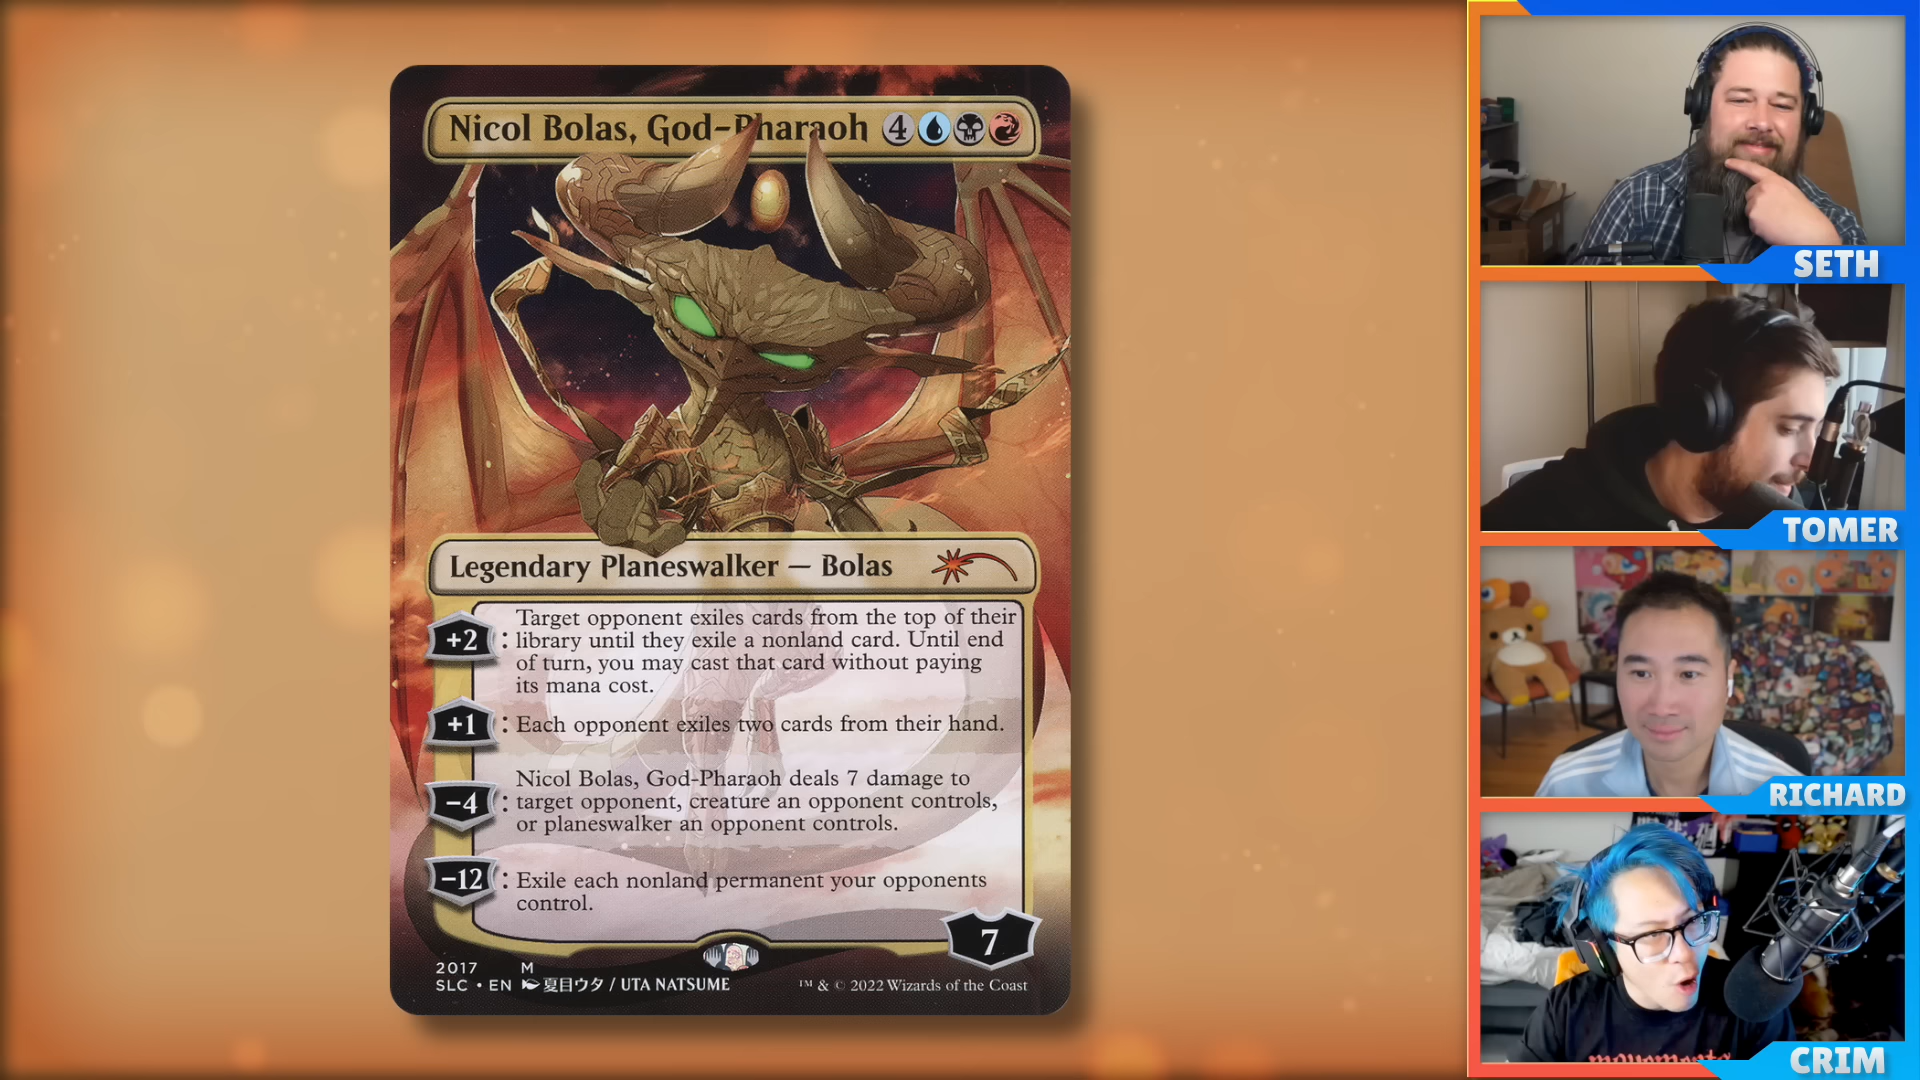 Nicol Bolas, God-Pharaoh 4
Legendary Planeswalker — Bolas
+2 : Target opponent exiles cards from the top of their
library until they exile a nonland card. Until end
of turn, you may cast that card without paying
its mana cost.
+1 : Each opponent exiles two cards from their hand.
−4 : Nicol Bolas, God-Pharaoh deals 7 damage to
target opponent, creature an opponent controls,
or planeswalker an opponent controls.
−12 : Exile each nonland permanent your opponents
control.
7
2017 M
SLC • EN 夏目ウタ / UTA NATSUME
™ & © 2022 Wizards of the Coast
SETH
TOMER
RICHARD
CRIM